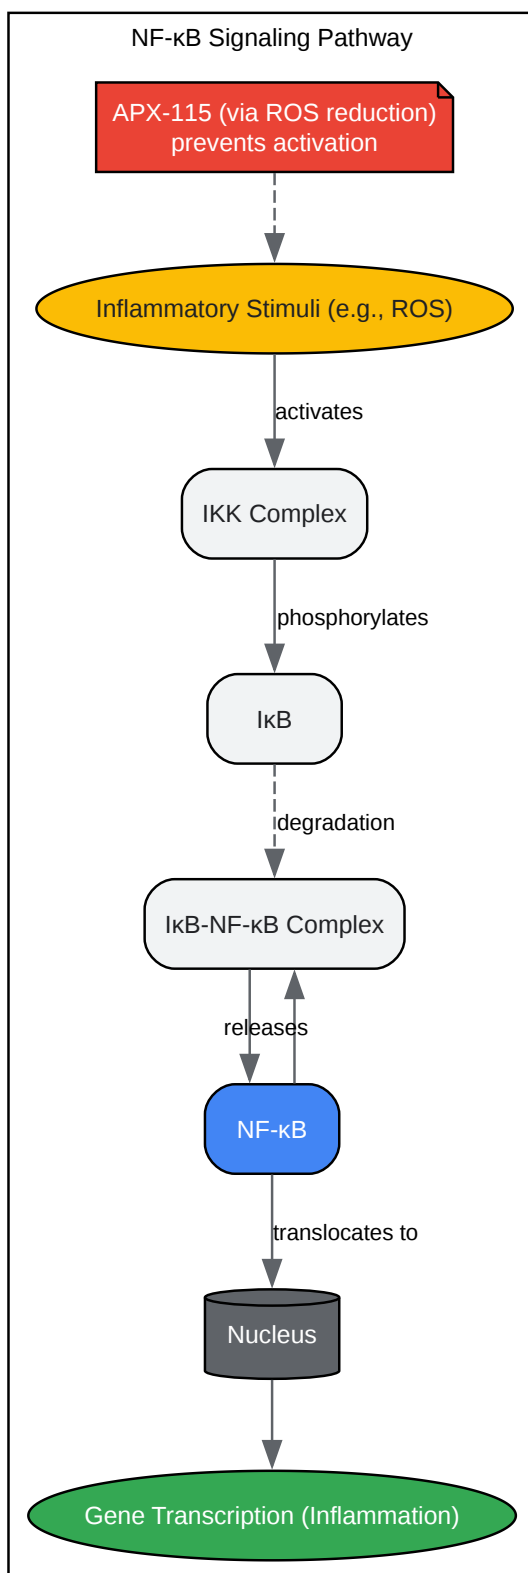 NF-κB Signaling Pathway
APX-115 (via ROS reduction)
prevents activation
Inflammatory Stimuli (e.g., ROS)
activates
IKK Complex
phosphorylates
IκB
degradation
IκB-NF-κB Complex
releases
NF-κB
translocates to
Nucleus
Gene Transcription (Inflammation)